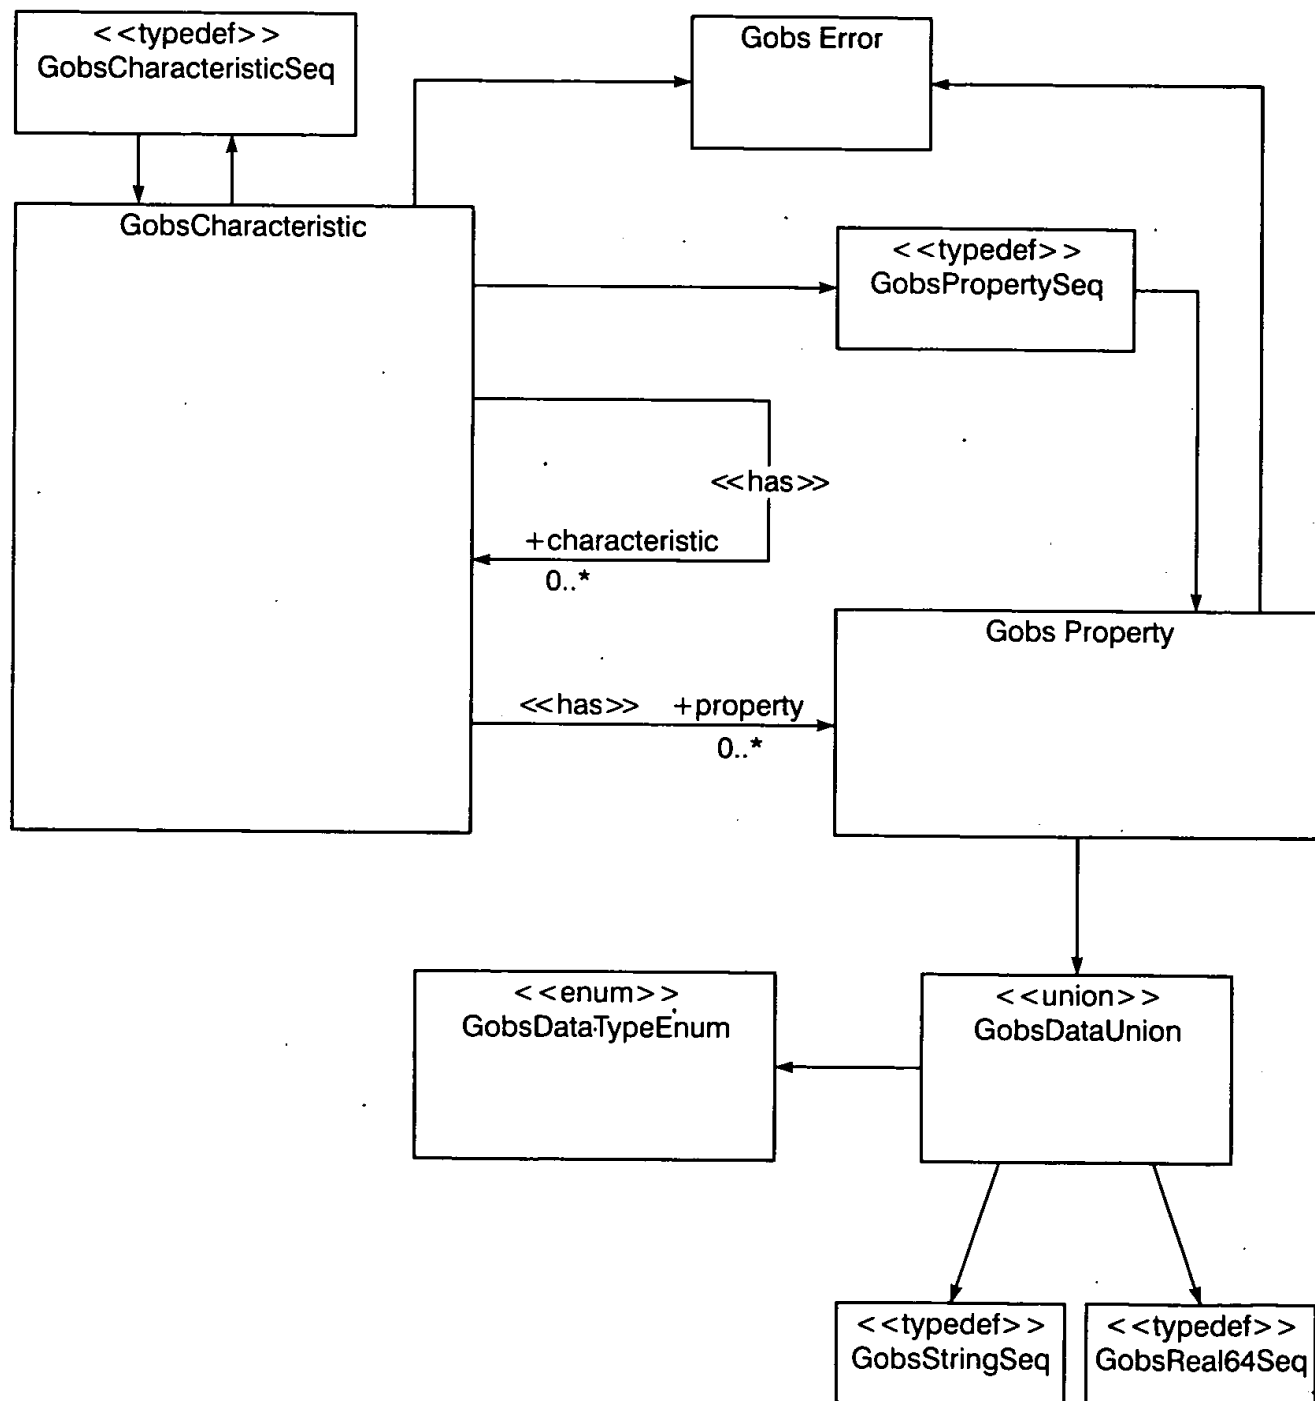 <<typedef>>
GobsCharacteristicSeq
Gobs Error
GobsCharacteristic
<<typedef>>
GobsPropertySeq
<<has>>
+characteristic
0..*
Gobs Property
<<has>> +property
0..*
<<enum>>
GobsDataTypeEnum
<<union>>
GobsDataUnion
<<typedef>>
GobsStringSeq
<<typedef>>
GobsReal64Seq